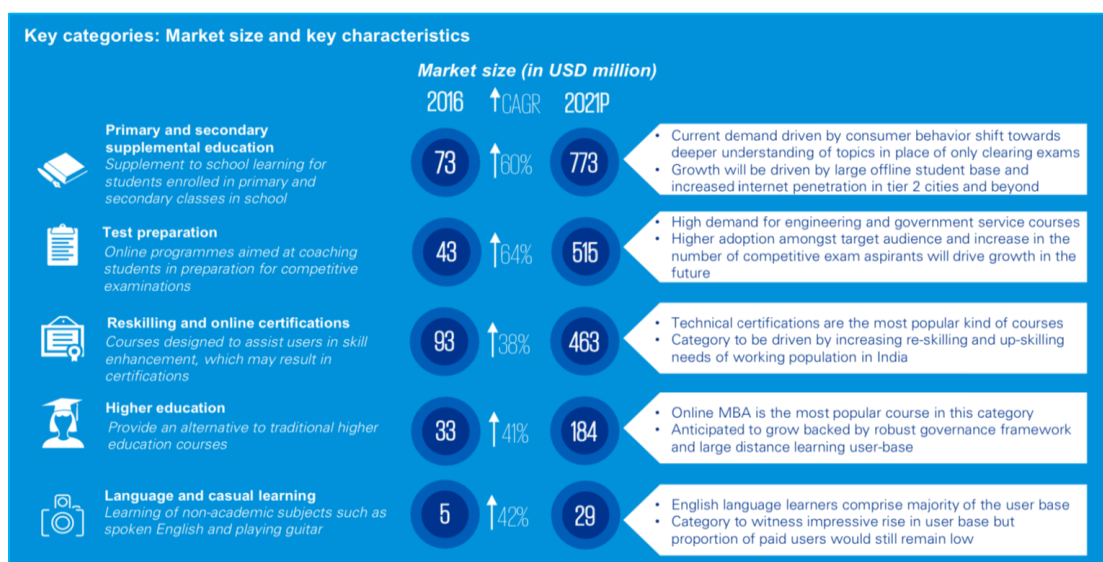 Key categories: Market size and key characteristics
Market size (in USD million)
2016 CAGR 2021P
Primary and secondary
supplemental education
Supplement to school learning for
students enrolled in primary and
secondary classes in school
73 60% 773
• Current demand driven by consumer behavior shift towards
deeper understanding of topics in place of only clearing exams
• Growth will be driven by large offline student base and
increased internet penetration in tier 2 cities and beyond
Test preparation
Online programmes aimed at coaching
students in preparation for competitive
examinations
43 64% 515
• High demand for engineering and government service courses
• Higher adoption amongst target audience and increase in the
number of competitive exam aspirants will drive growth in the
future
Reskilling and online certifications
Courses designed to assist users in skill
enhancement, which may result in
certifications
93 38% 463
• Technical certifications are the most popular kind of courses
• Category to be driven by increasing re-skilling and up-skilling
needs of working population in India
Higher education
Provide an alternative to traditional higher
education courses
33 41% 184
• Online MBA is the most popular course in this category
• Anticipated to grow backed by robust governance framework
and large distance learning user-base
Language and casual learning
Learning of non-academic subjects such as
spoken English and playing guitar
5 42% 29
• English language learners comprise majority of the user base
• Category to witness impressive rise in user base but
proportion of paid users would still remain low